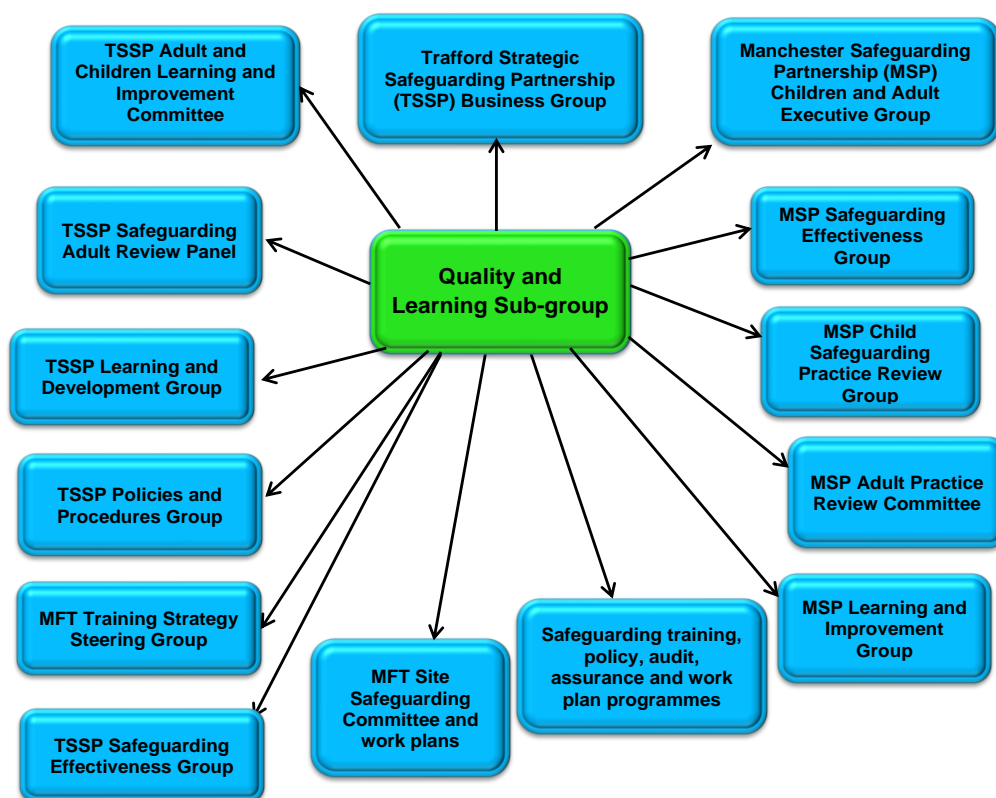 TSSP Adult and
Children Learning and
Improvement
Committee
Trafford Strategic
Safeguarding Partnership
(TSSP) Business Group
Manchester Safeguarding
Partnership (MSP)
Children and Adult
Executive Group
TSSP Safeguarding
Adult Review Panel
Quality and
Learning Sub-group
MSP Safeguarding
Effectiveness
Group
TSSP Learning and
Development Group
MSP Child
Safeguarding
Practice Review
Group
TSSP Policies and
Procedures Group
MSP Adult Practice
Review Committee
MFT Training Strategy
Steering Group
MFT Site
Safeguarding
Committee and
work plans
Safeguarding training,
policy, audit,
assurance and work
plan programmes
MSP Learning and
Improvement
Group
TSSP Safeguarding
Effectiveness Group